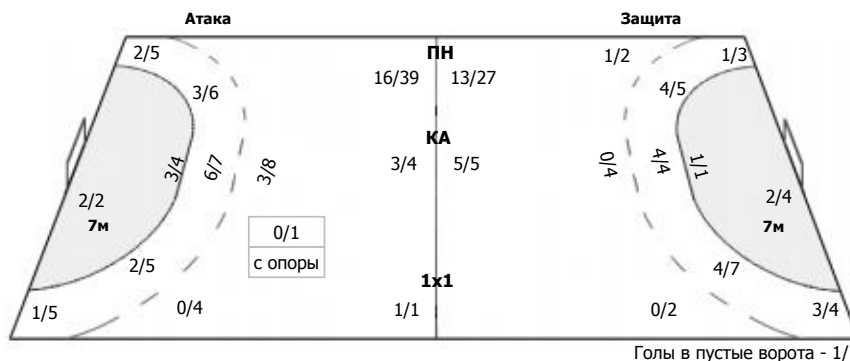 Атака Защита
2/5 ПН 1/2 1/3
16/39 13/27
3/6 4/5
КА
3/4 6/7 3/8 3/4 5/5 0/4 4/4 1/1
2/2 2/4
7м 7м
0/1
с опоры
2/5 4/7
1x1
1/5 0/4 1/1 0/2 3/4
Голы в пустые ворота - 1/